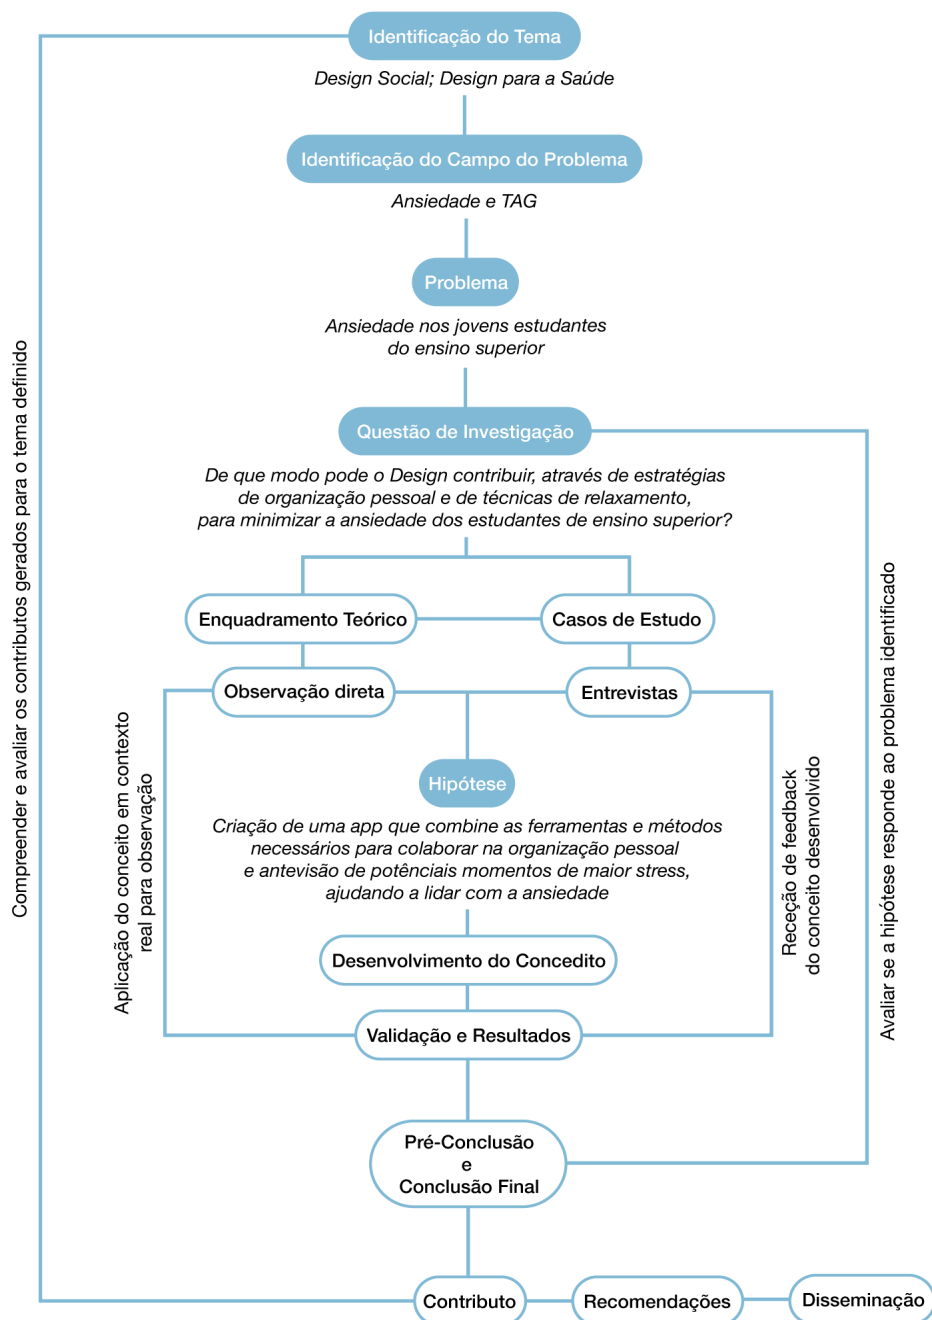 Identificação do Tema
Design Social; Design para a Saúde
Identificação do Campo do Problema
Ansiedade e TAG
Problema
Ansiedade nos jovens estudantes
do ensino superior
Questão de Investigação
De que modo pode o Design contribuir, através de estratégias
de organização pessoal e de técnicas de relaxamento,
para minimizar a ansiedade dos estudantes de ensino superior?
Enquadramento Teórico
Casos de Estudo
Observação direta
Entrevistas
Hipótese
Criação de uma app que combine as ferramentas e métodos
necessários para colaborar na organização pessoal
e antevisão de potênciais momentos de maior stress,
ajudando a lidar com a ansiedade
Desenvolvimento do Concedito
Validação e Resultados
Pré-Conclusão
e
Conclusão Final
Contributo
Recomendações
Disseminação
Compreender e avaliar os contributos gerados para o tema definido
Aplicação do conceito em contexto
real para observação
Receção de feedback
do conceito desenvolvido
Avaliar se a hipótese responde ao problema identificado